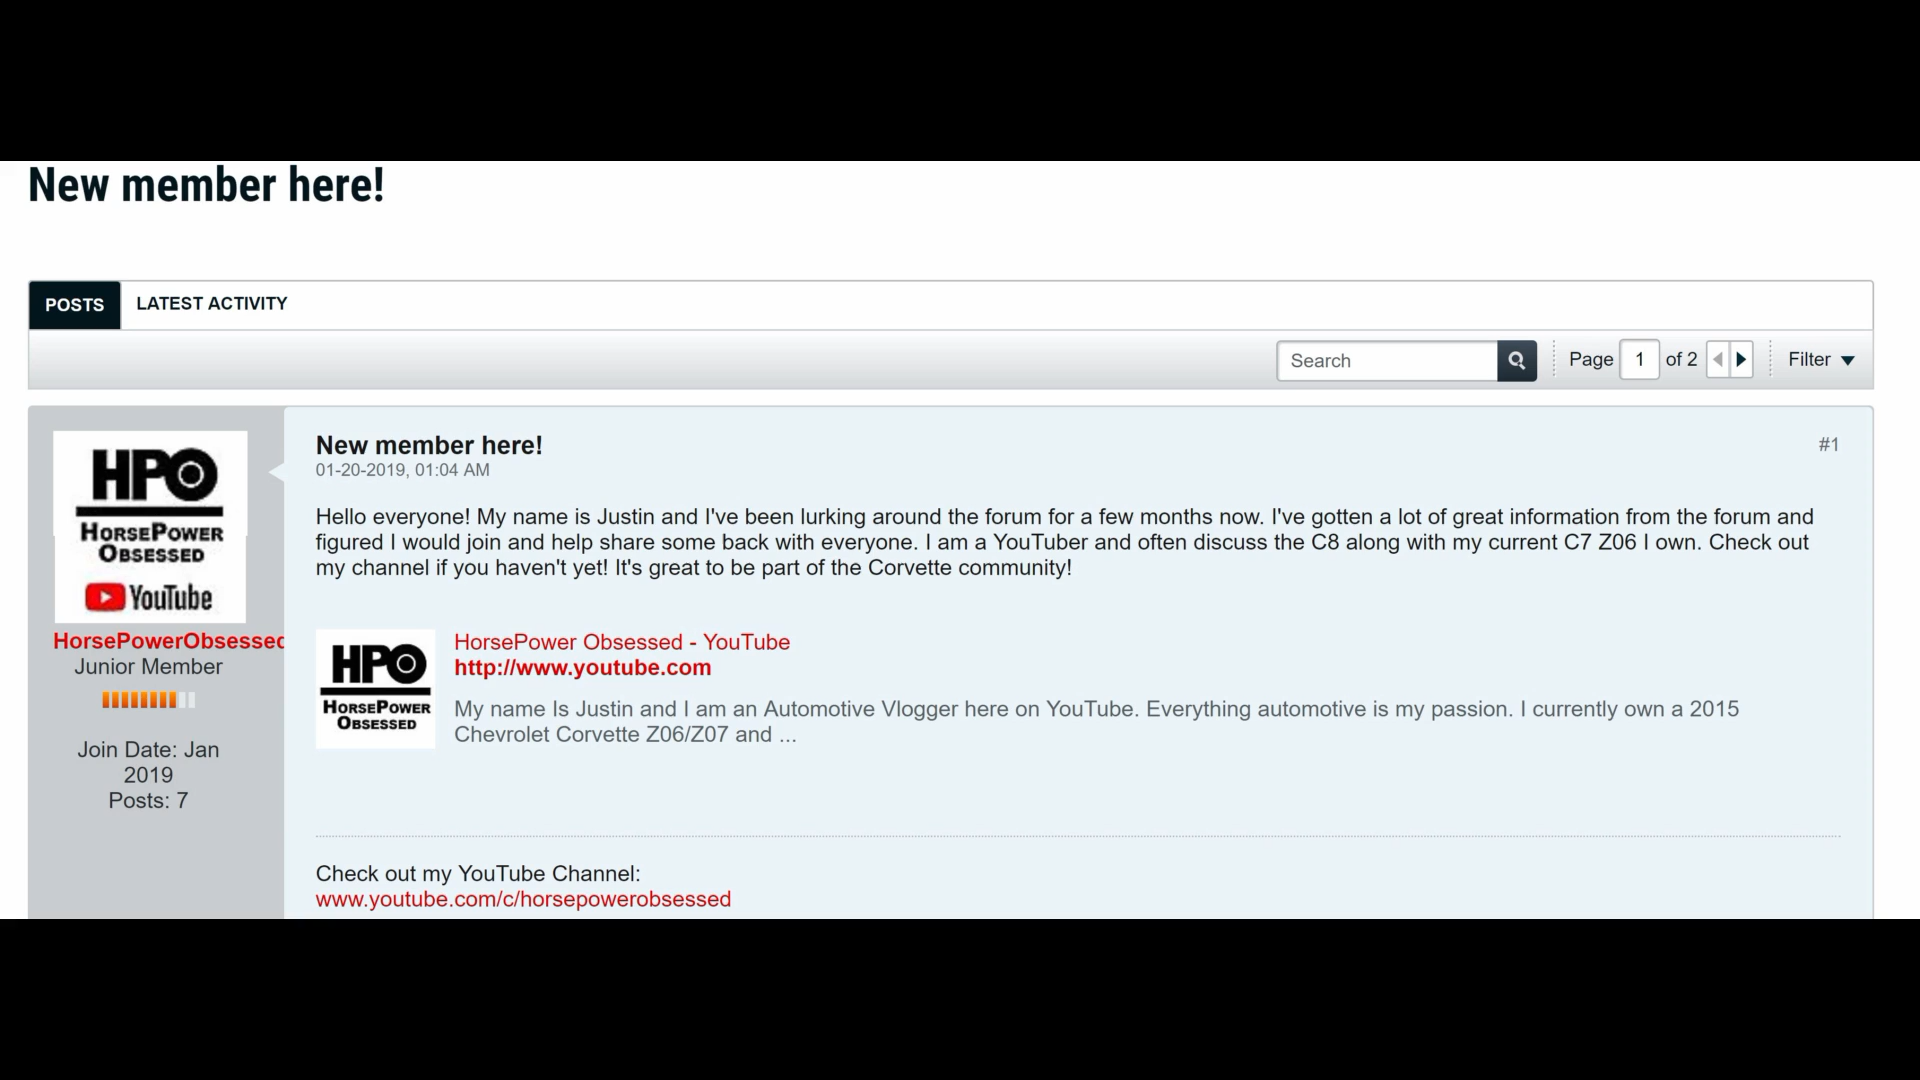 New member here!
POSTS
LATEST ACTIVITY
Search
Page 1 of 2
Filter
HPO
HORSEPOWER
OBSESSED
YouTube
HorsePowerObsessed
Junior Member
Join Date: Jan
2019
Posts: 7
New member here!
#1
01-20-2019, 01:04 AM
Hello everyone! My name is Justin and I've been lurking around the forum for a few months now. I've gotten a lot of great information from the forum and
figured I would join and help share some back with everyone. I am a YouTuber and often discuss the C8 along with my current C7 Z06 I own. Check out
my channel if you haven't yet! It's great to be part of the Corvette community!
HPO
HORSEPOWER
OBSESSED
HorsePower Obsessed - YouTube
http://www.youtube.com
My name Is Justin and I am an Automotive Vlogger here on YouTube. Everything automotive is my passion. I currently own a 2015
Chevrolet Corvette Z06/Z07 and ...
Check out my YouTube Channel:
www.youtube.com/c/horsepowerobsessed